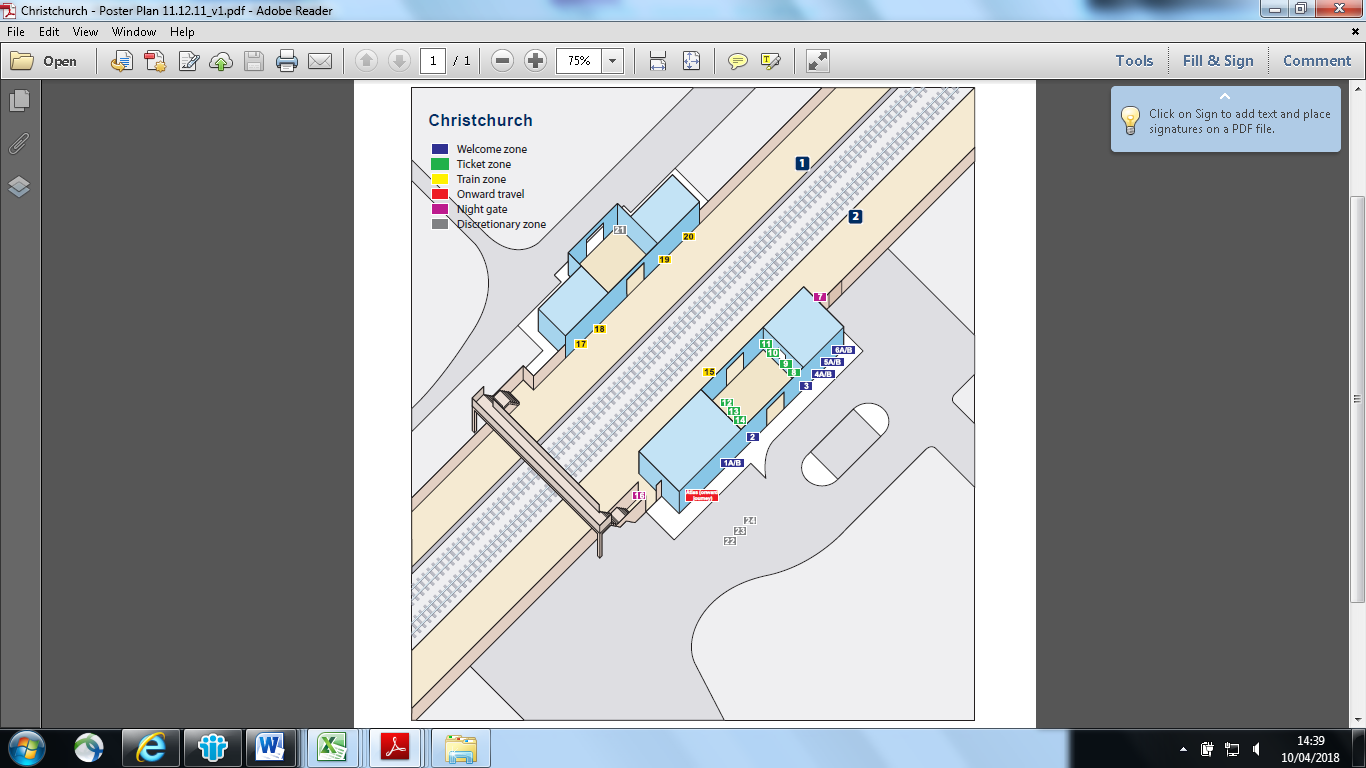 Christchurch - Poster Plan 11.12.11_v1.pdf - Adobe Reader
File Edit View Window Help
Open 1 / 1 75% Tools Fill & Sign Comment
Click on Sign to add text and place
signatures on a PDF file.
Christchurch
Welcome zone
Ticket zone
Train zone
Onward travel
Night gate
Discretionary zone
1
2
21
20
19
18
17
7
11
10
9
8
6A/B
5A/B
4A/B
3
15
12
13
14
2
1A/B
16
Atlas (onward
journey)
24
23
22
14:39
10/04/2018